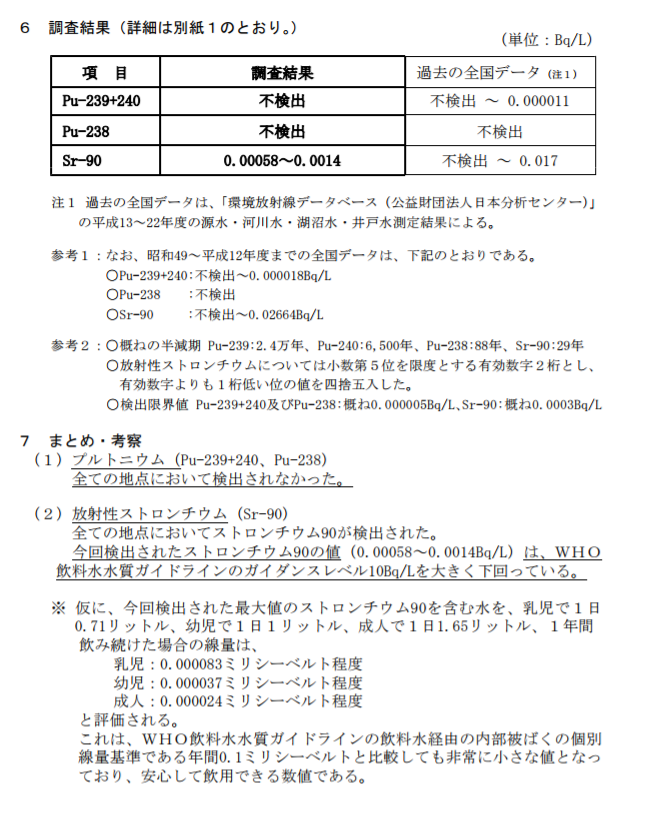 ６　調査結果（詳細は別紙１のとおり。）
（単位：Bq/L）
項　目　調査結果　過去の全国データ（注１）
Pu-239+240　不検出　不検出 ～ 0.000011
Pu-238　不検出　不検出
Sr-90　0.00058～0.0014　不検出 ～ 0.017
注１ 過去の全国データは、「環境放射線データベース（公益財団法人日本分析センター）」
の平成13～22年度の源水・河川水・湖沼水・井戸水測定結果による。
参考１：なお、昭和49～平成12年度までの全国データは、下記のとおりである。
○Pu-239+240:不検出～0.000018Bq/L
○Pu-238　　:不検出
○Sr-90　　 :不検出～0.02664Bq/L
参考２：○概ねの半減期 Pu-239:2.4万年、Pu-240:6,500年、Pu-238:88年、Sr-90:29年
○放射性ストロンチウムについては小数第５位を限度とする有効数字２桁とし、
有効数字よりも１桁低い位の値を四捨五入した。
○検出限界値 Pu-239+240及びPu-238:概ね0.000005Bq/L、Sr-90:概ね0.0003Bq/L
７　まとめ・考察
（１）プルトニウム（Pu-239+240、Pu-238）
全ての地点において検出されなかった。
（２）放射性ストロンチウム（Sr-90）
全ての地点においてストロンチウム90が検出された。
今回検出されたストロンチウム90の値（0.00058～0.0014Bq/L）は、ＷＨＯ
飲料水水質ガイドラインのガイダンスレベル10Bq/Lを大きく下回っている。
※ 仮に、今回検出された最大値のストロンチウム90を含む水を、乳児で１日
0.71リットル、幼児で１日１リットル、成人で１日1.65リットル、１年間
飲み続けた場合の線量は、
乳児：0.000083ミリシーベルト程度
幼児：0.000037ミリシーベルト程度
成人：0.000024ミリシーベルト程度
と評価される。
これは、ＷＨＯ飲料水水質ガイドラインの飲料水経由の内部被ばくの個別
線量基準である年間0.1ミリシーベルトと比較しても非常に小さな値となっ
ており、安心して飲用できる数値である。